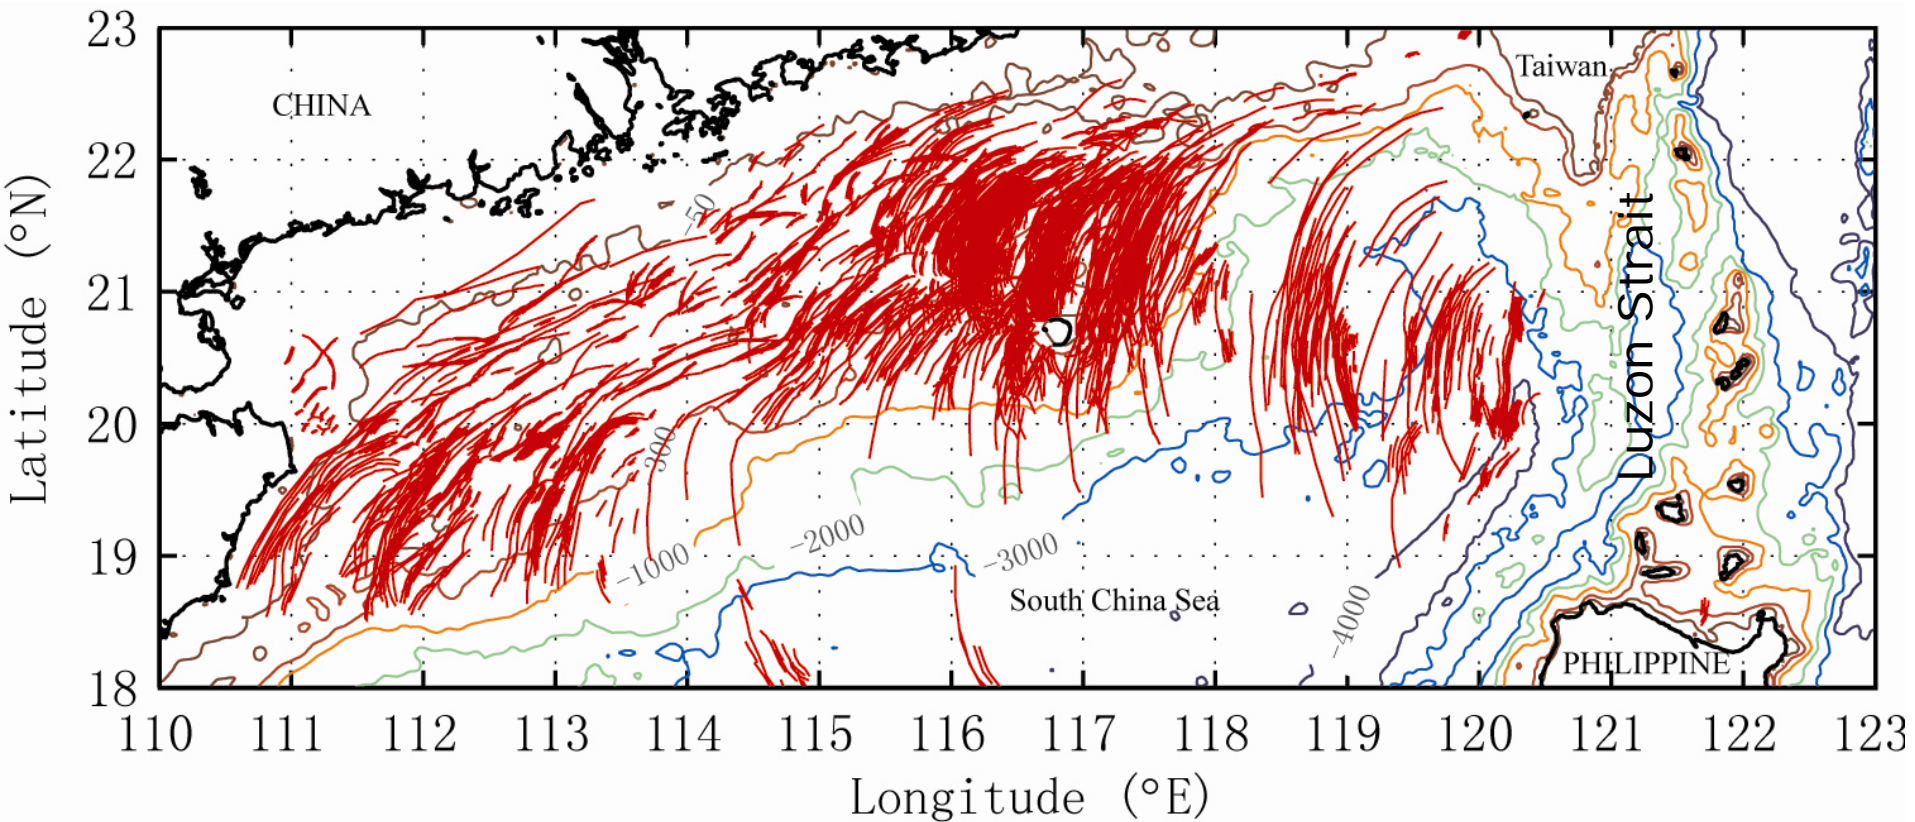 23
22
21
20
19
18
Latitude (°N)
CHINA
Taiwan
Luzon Strait
-50
300
-1000
-2000
-3000
-4000
South China Sea
PHILIPPINE
110 111 112 113 114 115 116 117 118 119 120 121 122 123
Longitude (°E)